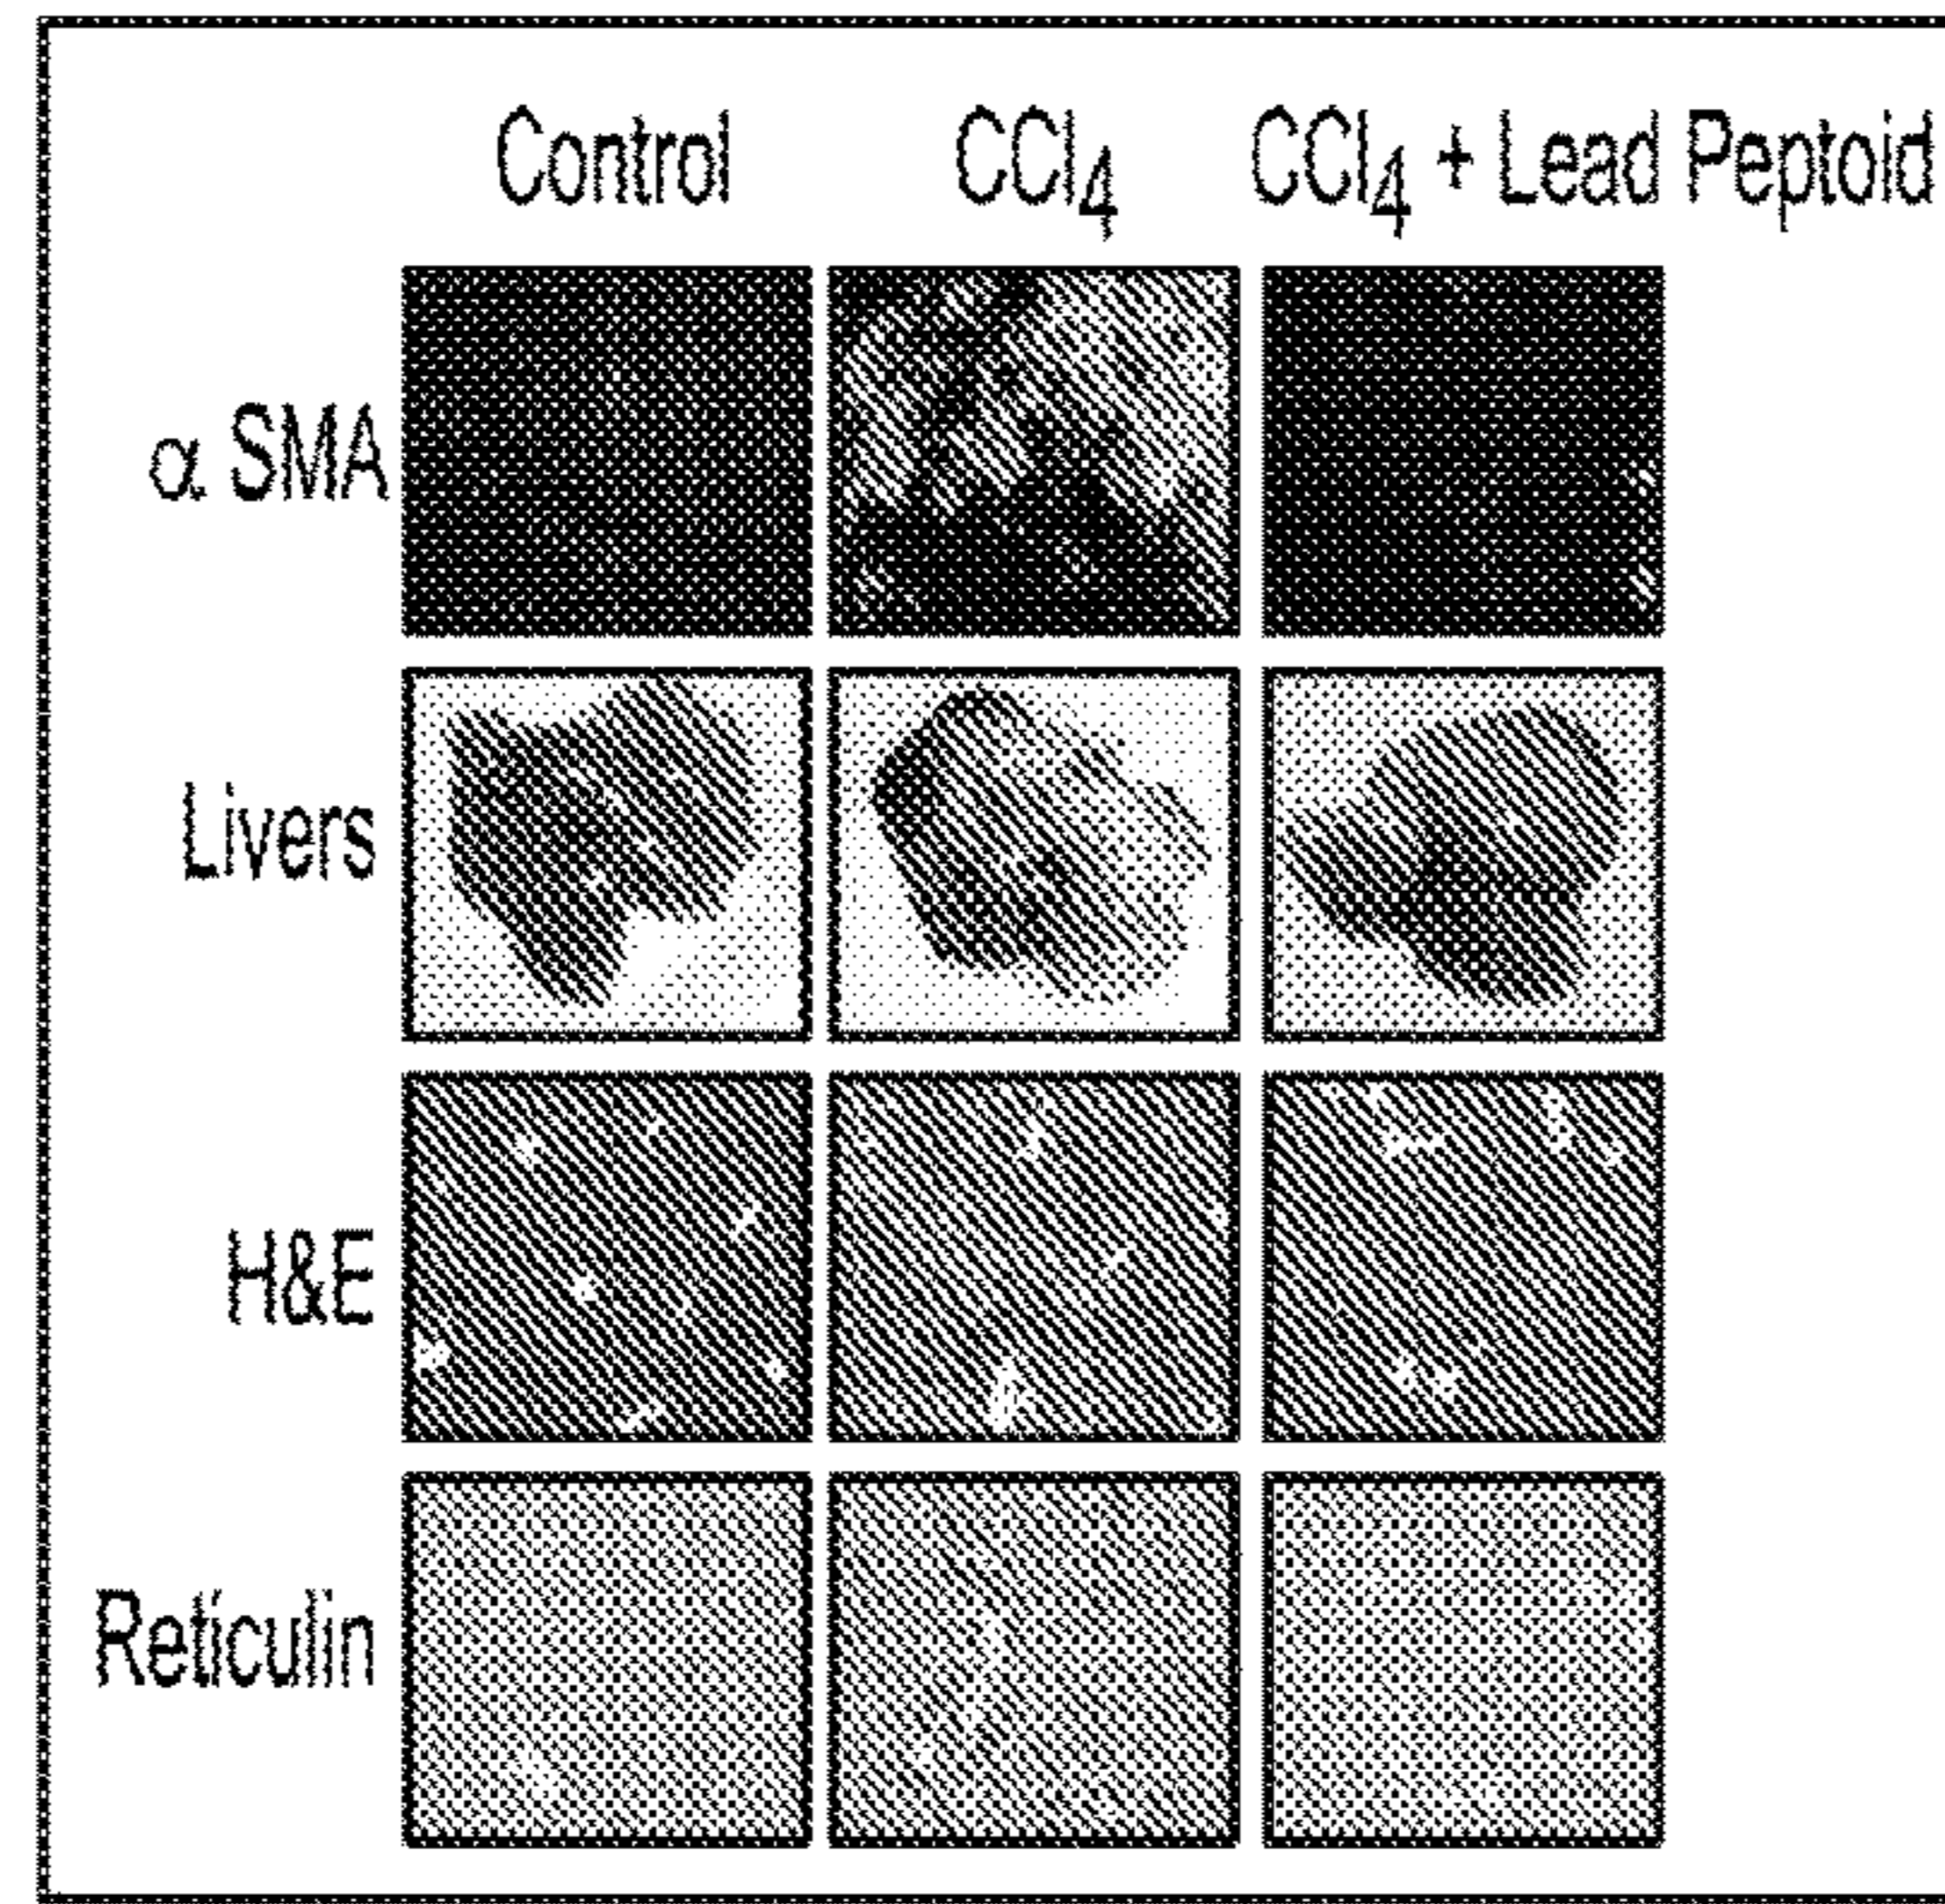 Control CCl4 CCl4 + Lead Peptoid
α SMA
Livers
H&E
Reticulin